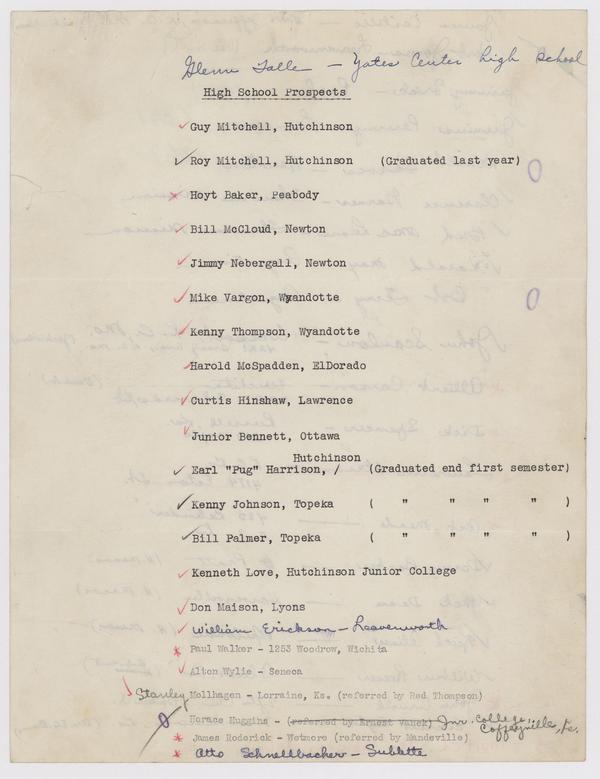 Glenn Talle — Yates Center high school
High School Prospects
Guy Mitchell, Hutchinson
Roy Mitchell, Hutchinson (Graduated last year)
Hoyt Baker, Peabody
Bill McCloud, Newton
Jimmy Nebergall, Newton
Mike Vargon, Wyandotte
Kenny Thompson, Wyandotte
Harold McSpadden, ElDorado
Curtis Hinshaw, Lawrence
Junior Bennett, Ottawa
Hutchinson
Earl "Pug" Harrison, / (Graduated end first semester)
Kenny Johnson, Topeka ( " " " " )
Bill Palmer, Topeka ( " " " " )
Kenneth Love, Hutchinson Junior College
Don Maison, Lyons
William Erickson — Leavenworth
Paul Walker - 1253 Woodrow, Wichita
Alton Wylie - Seneca
Stanley Mollhagen - Lorraine, Ks. (referred by Red Thompson)
Horace Huggins - (referred by Ernest Vanek) Jnr. College, Coffeyville, Ks.
James Roderick - Wetmore (referred by Mandeville)
Otto Schnellbacher — Sublette